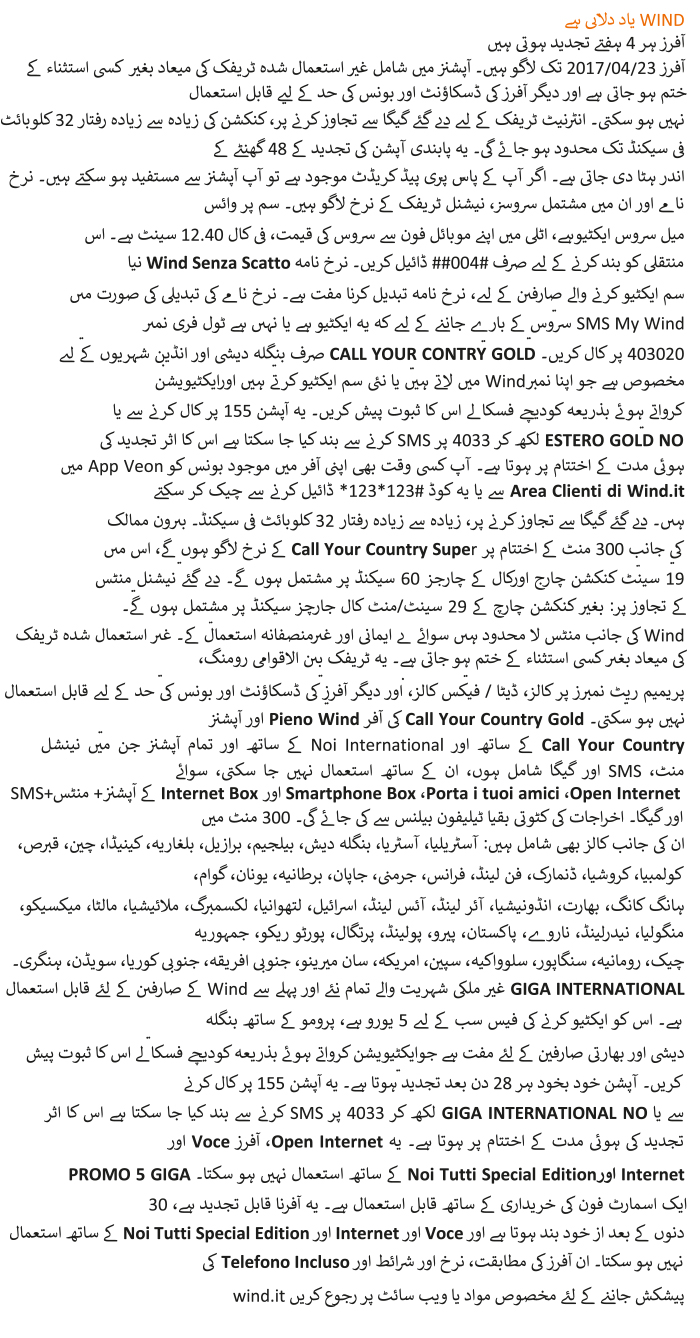 WIND یاد دلاتی ہے
آفرز ہر 4 ہفتے تجدید ہوتی ہیں
آفرز 2017/04/23 تک لاگو ہیں۔ آپشنز میں شامل غیر استعمال شدہ ٹریفک کی میعاد بغیر کسی استثناء کے
ختم ہو جاتی ہے اور دیگر آفرز کی ڈسکاؤنٹ اور بونس کی حد کے لیے قابل استعمال
نہیں ہو سکتی۔ انٹرنیٹ ٹریفک کے لیے دیے گئے گیگا سے تجاوز کرنے پر، کنکشن کی زیادہ سے زیادہ رفتار 32 کلوبائٹ
فی سیکنڈ تک محدود ہو جائے گی۔ یہ پابندی آپشن کی تجدید کے 48 گھنٹے کے
اندر ہٹا دی جاتی ہے۔ اگر آپ کے پاس پری پیڈ کریڈٹ موجود ہے تو آپ آپشنز سے مستفید ہو سکتے ہیں۔ نرخ
نامے اور ان میں مشتمل سروسز، نیشنل ٹریفک کے نرخ لاگو ہیں۔ سم پر وائس
میل سروس ایکٹیوہے، اٹلی میں اپنے موبائل فون سے سروس کی قیمت، فی کال 12.40 سینٹ ہے۔ اس
منتقلی کو بند کرنے کے لیے صرف #004## ڈائیل کریں۔ نرخ نامہ Wind Senza Scatto نیا
سم ایکٹیو کرنے والے صارفین کے لیے، نرخ نامہ تبدیل کرنا مفت ہے۔ نرخ نامے کی تبدیلی کی صورت میں
SMS My Wind سروس کے بارے جاننے کے لیے کہ یہ ایکٹیو ہے یا نہیں ہے ٹول فری نمبر
403020 پر کال کریں۔ CALL YOUR CONTRY GOLD صرف بنگلہ دیشی اور انڈین شہریوں کے لیے
مخصوص ہے جو اپنا نمبرWind میں لاتے ہیں یا نئی سم ایکٹیو کرتے ہیں اورایکٹیویشن
کرواتے ہوئے بذریعہ کودیچے فسکالے اس کا ثبوت پیش کریں۔ یہ آپشن 155 پر کال کرنے سے یا
ESTERO GOLD NO لکھ کر 4033 پر SMS کرنے سے بند کیا جا سکتا ہے اس کا اثر تجدید کی
ہوئی مدت کے اختتام پر ہوتا ہے۔ آپ کسی وقت بھی اپنی آفر میں موجود بونس کو App Veon میں
Area Clienti di Wind.it سے یا یہ کوڈ #123*123* ڈائیل کرنے سے چیک کر سکتے
ہیں۔ دیے گئے گیگا سے تجاوز کرنے پر، زیادہ سے زیادہ رفتار 32 کلوبائٹ فی سیکنڈ۔ بیرون ممالک
کی جانب 300 منٹ کے اختتام پر Call Your Country Super کے نرخ لاگو ہوں گے، اس میں
19 سینٹ کنکشن چارج اورکال کے چارجز 60 سیکنڈ پر مشتمل ہوں گے۔ دیے گئے نیشنل منٹس
کے تجاوز پر: بغیر کنکشن چارچ کے 29 سینٹ/منٹ کال جارچز سیکنڈ پر مشتمل ہوں گے۔
Wind کی جانب منٹس لا محدود ہیں سوائے بے ایمانی اور غیرمنصفانہ استعمال کے۔ غیر استعمال شدہ ٹریفک
کی میعاد بغیر کسی استثناء کے ختم ہو جاتی ہے۔ یہ ٹریفک بین الاقوامی رومنگ،
پریمیم ریٹ نمبرز پر کالز، ڈیٹا / فیکس کالز، اور دیگر آفرز کی ڈسکاؤنٹ اور بونس کی حد کے لیے قابل استعمال
نہیں ہو سکتی۔ Call Your Country Gold کی آفر Pieno Wind اور آپشنز
Call Your Country کے ساتھ اور Noi International کے ساتھ اور تمام آپشنز جن میں نینشل
منٹ، SMS اور گیگا شامل ہوں، ان کے ساتھ استعمال نہیں جا سکتی، سوائے
Open Internet، Porta i tuoi amici، Smartphone Box اور Internet Box کے آپشنز+ منٹس+SMS
اورگیگا۔ اخراجات کی کٹوتی بقیا ٹیلیفون بیلنس سے کی جائے گی۔ 300 منٹ میں
ان کی جانب کالز بھی شامل ہیں: آسٹریلیا، آسٹریا، بنگلہ دیش، بیلجیم، برازیل، بلغاریہ، کینیڈا، چین، قبرص،
کولمبیا، کروشیا، ڈنمارک، فن لینڈ، فرانس، جرمنی، جاپان، برطانیہ، یونان، گوام،
ہانگ کانگ، بھارت، انڈونیشیا، آئر لینڈ، آئس لینڈ، اسرائیل، لتھوانیا، لکسمبرگ، ملائیشیا، مالٹا، میکسیکو،
منگولیا، نیدرلینڈ، ناروے، پاکستان، پیرو، پولینڈ، پرتگال، پورٹو ریکو، جمہوریہ
چیک، رومانیہ، سنگاپور، سلوواکیہ، سپین، امریکہ، سان میرینو، جنوبی افریقہ، جنوبی کوریا، سویڈن، ہنگری۔
GIGA INTERNATIONAL غیر ملکی شہریت والے تمام نئے اور پہلے سے Wind کے صارفین کے لئے قابل استعمال
ہے۔ اس کو ایکٹیو کرنے کی فیس سب کے لیے 5 یورو ہے، پرومو کے ساتھ بنگلہ
دیشی اور بھارتی صارفین کے لئے مفت ہے جوایکٹیویشن کرواتے ہوئے بذریعہ کودیچے فسکالے اس کا ثبوت پیش
کریں۔ آپشن خود بخود ہر 28 دن بعد تجدید ہوتا ہے۔ یہ آپشن 155 پر کال کرنے
سے یا GIGA INTERNATIONAL NO لکھ کر 4033 پر SMS کرنے سے بند کیا جا سکتا ہے اس کا اثر
تجدید کی ہوئی مدت کے اختتام پر ہوتا ہے۔ یہ Open Internet، آفرز Voce اور
Internet اورNoi Tutti Special Edition کے ساتھ استعمال نہیں ہو سکتا۔ PROMO 5 GIGA
ایک اسمارٹ فون کی خریداری کے ساتھ قابل استعمال ہے۔ یہ آفرنا قابل تجدید ہے، 30
دنوں کے بعد از خود بند ہوتا ہے اور Voce اور Internet اور Noi Tutti Special Edition کے ساتھ استعمال
نہیں ہو سکتا۔ ان آفرز کی مطابقت، نرخ اور شرائط اور Telefono Incluso کی
پیشکش جاننے کے لئے مخصوص مواد یا ویب سائٹ پر رجوع کریں wind.it